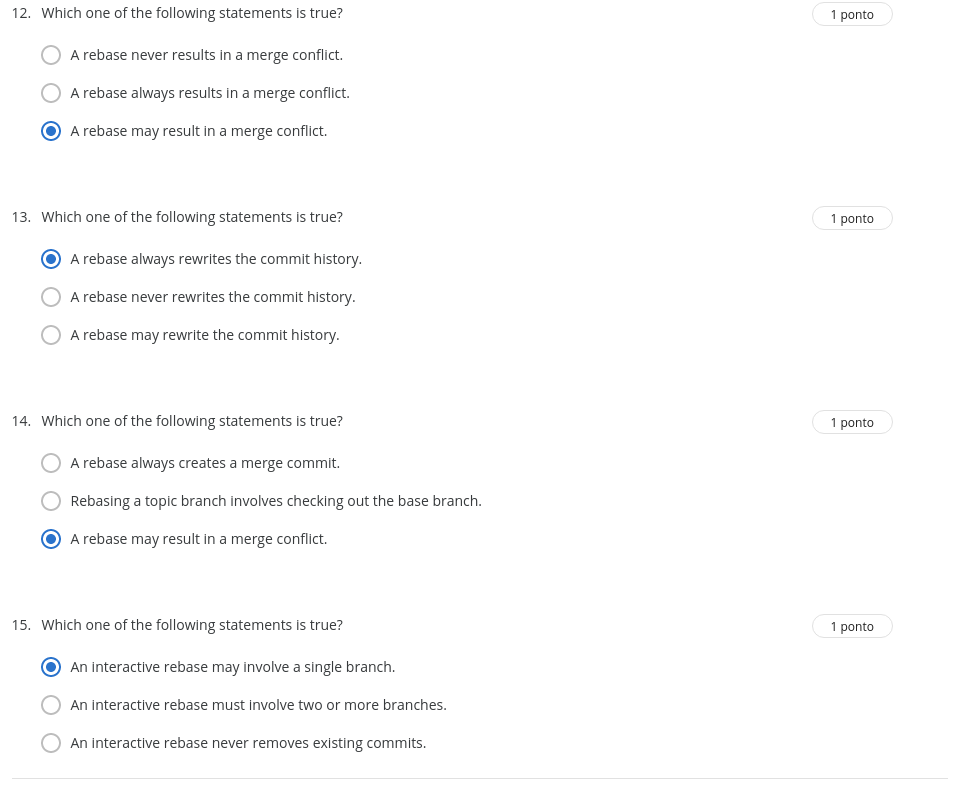 12. Which one of the following statements is true?
1 ponto
A rebase never results in a merge conflict.
A rebase always results in a merge conflict.
A rebase may result in a merge conflict.
13. Which one of the following statements is true?
1 ponto
A rebase always rewrites the commit history.
A rebase never rewrites the commit history.
A rebase may rewrite the commit history.
14. Which one of the following statements is true?
1 ponto
A rebase always creates a merge commit.
Rebasing a topic branch involves checking out the base branch.
A rebase may result in a merge conflict.
15. Which one of the following statements is true?
1 ponto
An interactive rebase may involve a single branch.
An interactive rebase must involve two or more branches.
An interactive rebase never removes existing commits.